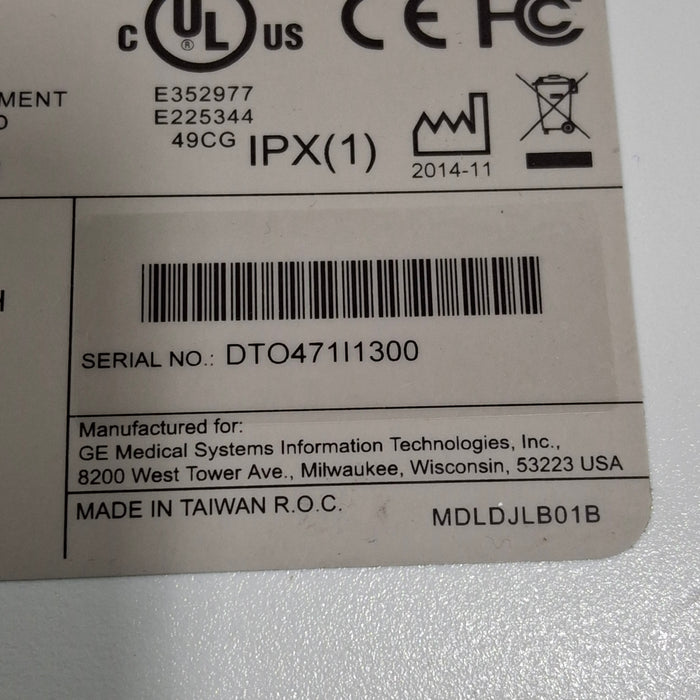 C UL US CE FC
®
MENT
E352977
E225344
49CG
IPX(1)
2014-11
SERIAL NO.: DTO471I1300
Manufactured for:
GE Medical Systems Information Technologies, Inc.,
8200 West Tower Ave., Milwaukee, Wisconsin, 53223 USA
MADE IN TAIWAN R.O.C.
MDLDJLB01B